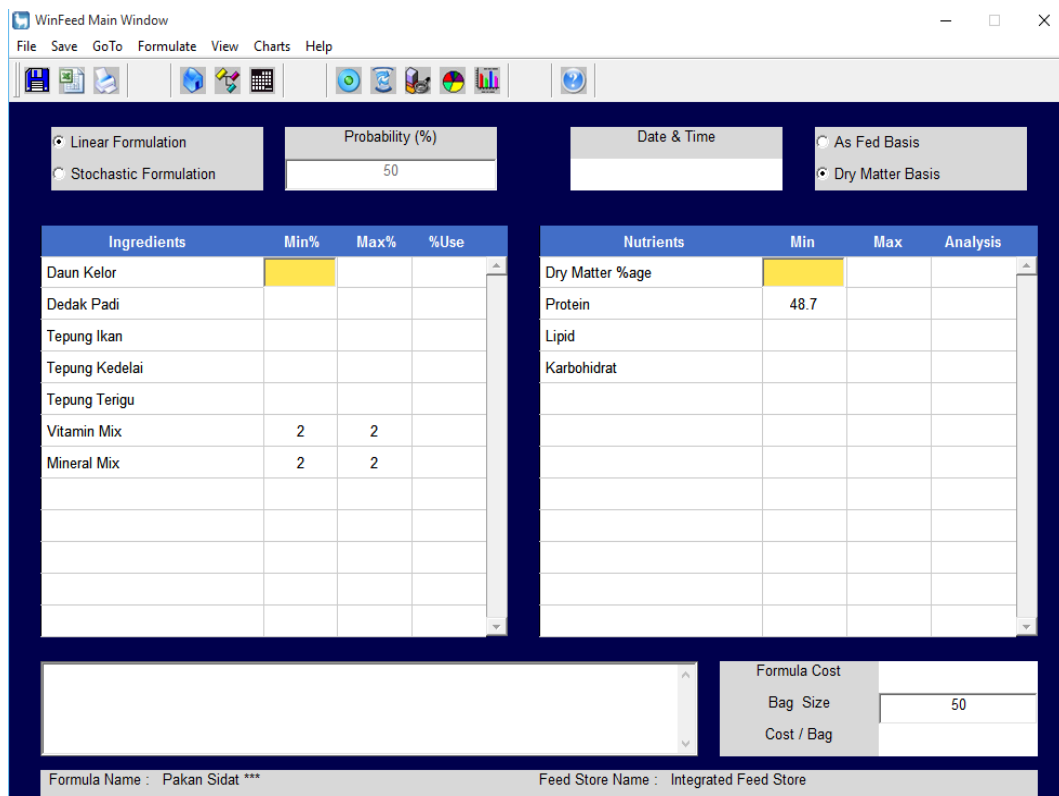 WinFeed Main Window
File Save GoTo Formulate View Charts Help
Linear Formulation
Stochastic Formulation
Probability (%)
50
Date & Time
As Fed Basis
Dry Matter Basis
Ingredients Min% Max% %Use
Daun Kelor
Dedak Padi
Tepung Ikan
Tepung Kedelai
Tepung Terigu
Vitamin Mix 2 2
Mineral Mix 2 2
Nutrients Min Max Analysis
Dry Matter %age
Protein 48.7
Lipid
Karbohidrat
Formula Cost
Bag Size 50
Cost / Bag
Formula Name : Pakan Sidat ***
Feed Store Name : Integrated Feed Store